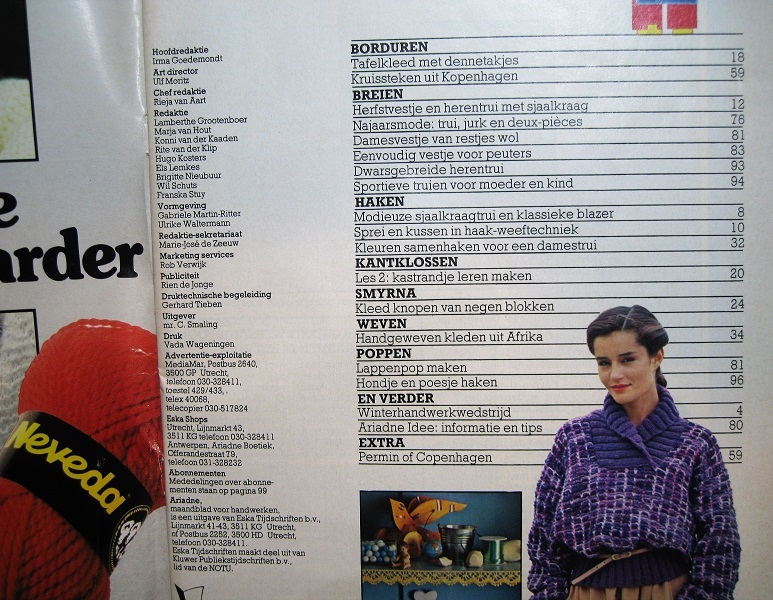 e
arder
Neveda
Hoofdredaktie
Irma Goedemondt
Art director
Ulf Moritz
Chef redaktie
Rieja van Aart
Redaktie
Lamberthe Grootenboer
Marja van Hout
Konni van der Kaaden
Rite van der Klip
Hugo Kosters
Els Lemkes
Brigitte Nieubuur
Wil Schuts
Franska Stuy
Vormgeving
Gabriele Martin-Ritter
Ulrike Waltermann
Redaktie-sekretariaat
Marie-José de Zeeuw
Marketing services
Rob Verwijk
Publiciteit
Rien de Jonge
Druktechnische begeleiding
Gerhard Tieben
Uitgever
mr. C. Smaling
Druk
Vada Wageningen
Advertentie-exploitatie
MediaMar, Postbus 2640,
3500 GP Utrecht,
telefoon 030-328411,
toestel 429/433,
telex 40068,
telecopier 030-517824
Eska Shops
Utrecht, Lijnmarkt 43,
3511 KG telefoon 030-328411
Antwerpen, Ariadne Boetiek,
Offerandestraat 79,
telefoon 031-328232
Abonnementen
Mededelingen over abonne-
menten staan op pagina 99
Ariadne,
maandblad voor handwerken,
is een uitgave van Eska Tijdschriften b.v.,
Lijnmarkt 41-43, 3511 KG Utrecht,
of Postbus 2252, 3500 HD Utrecht,
telefoon 030-328411.
Eska Tijdschriften maakt deel uit van
Kluwer Publiekstijdschriften b.v.,
lid van de NOTU.
BORDUREN
Tafelkleed met dennetakjes 18
Kruissteken uit Kopenhagen 59
BREIEN
Herfstvestje en herentrui met sjaalkraag 12
Najaarsmode: trui, jurk en deux-pièces 76
Damesvestje van restjes wol 81
Eenvoudig vestje voor peuters 83
Dwarsgebreide herentrui 93
Sportieve truien voor moeder en kind 94
HAKEN
Modieuze sjaalkraagtrui en klassieke blazer 8
Sprei en kussen in haak-weeftechniek 10
Kleuren samenhaken voor een damestrui 32
KANTKLOSSEN
Les 2: kastrandje leren maken 20
SMYRNA
Kleed knopen van negen blokken 24
WEVEN
Handgeweven kleden uit Afrika 34
POPPEN
Lappenpop maken 81
Hondje en poesje haken 96
EN VERDER
Winterhandwerkwedstrijd 4
Ariadne Idee: informatie en tips 80
EXTRA
Permin of Copenhagen 59